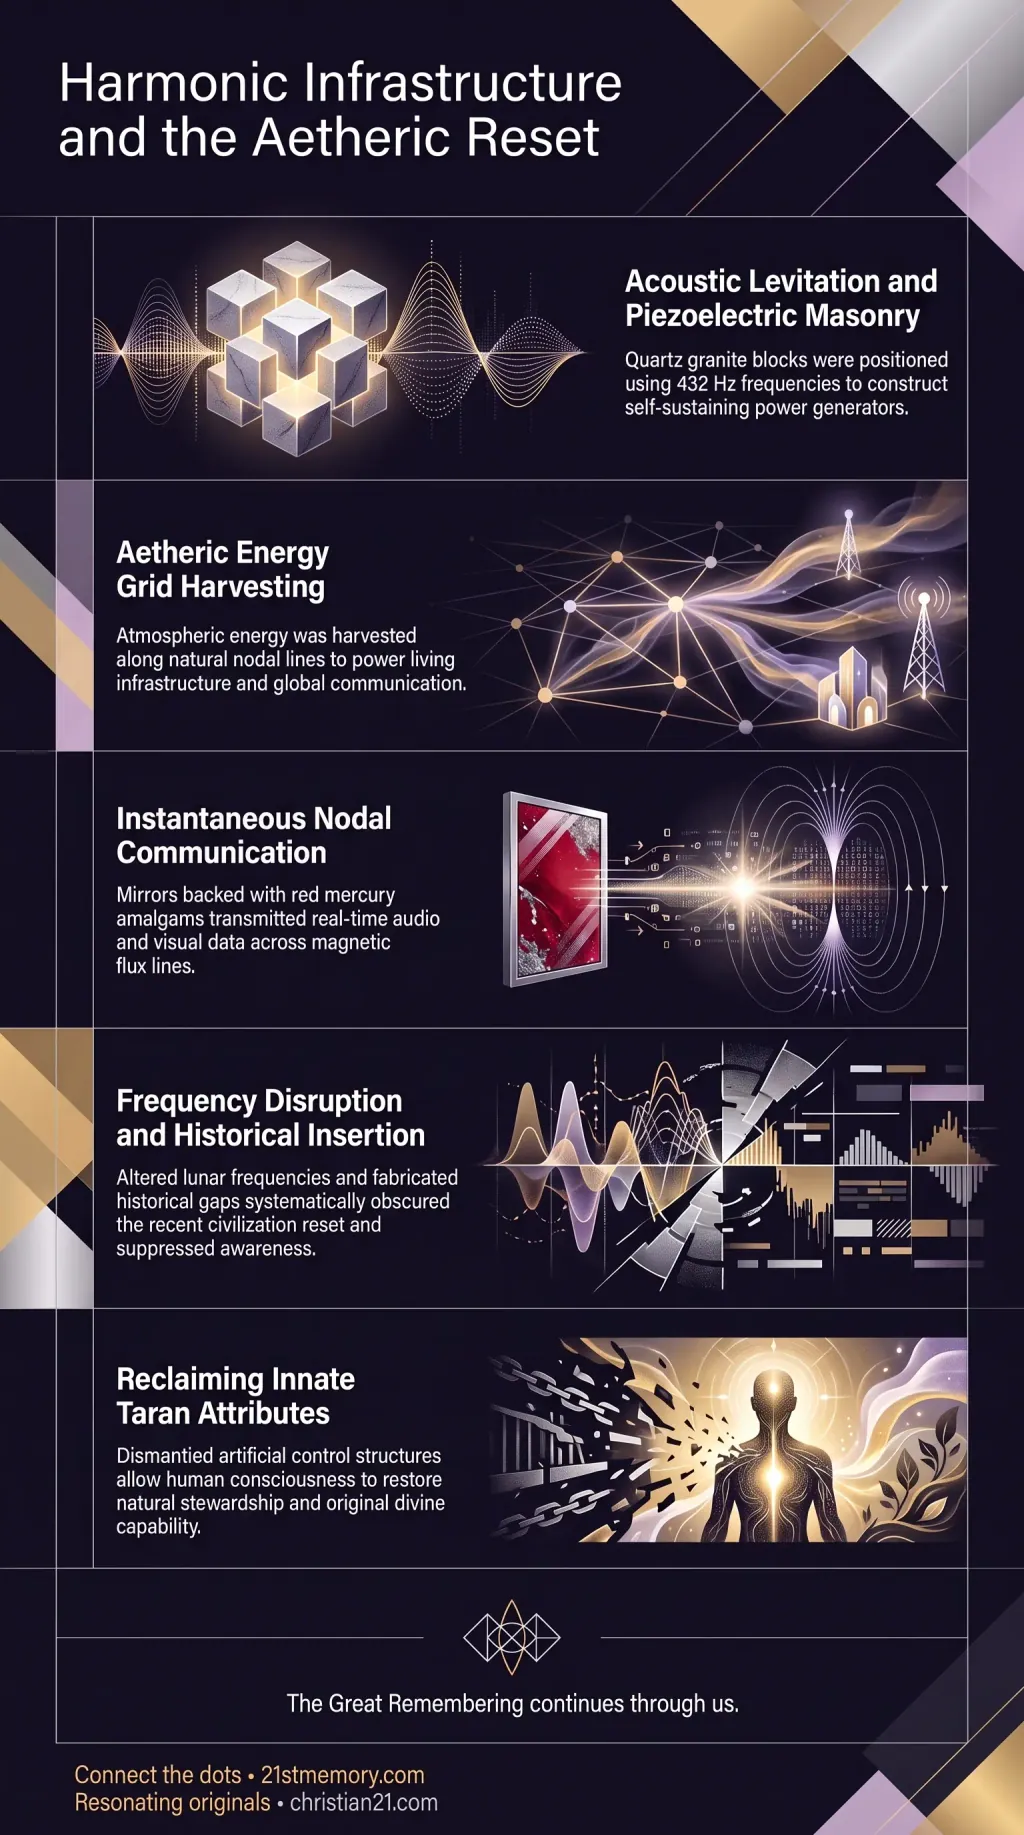 Harmonic Infrastructure
and the Aetheric Reset
Acoustic Levitation and
Piezoelectric Masonry
Quartz granite blocks were positioned
using 432 Hz frequencies to construct
self-sustaining power generators.
Aetheric Energy
Grid Harvesting
Atmospheric energy was harvested
along natural nodal lines to power living
infrastructure and global communication.
Instantaneous Nodal
Communication
Mirrors backed with red mercury
amalgams transmitted real-time audio
and visual data across magnetic
flux lines.
Frequency Disruption
and Historical Insertion
Altered lunar frequencies and fabricated
historical gaps systematically obscured
the recent civilization reset and
suppressed awareness.
Reclaiming Innate
Taran Attributes
Dismantied artificial control structures
allow human consciousness to restore
natural stewardship and original divine
capability.
The Great Remembering continues through us.
Connect the dots • 21stmemory.com
Resonating originals • christian21.com